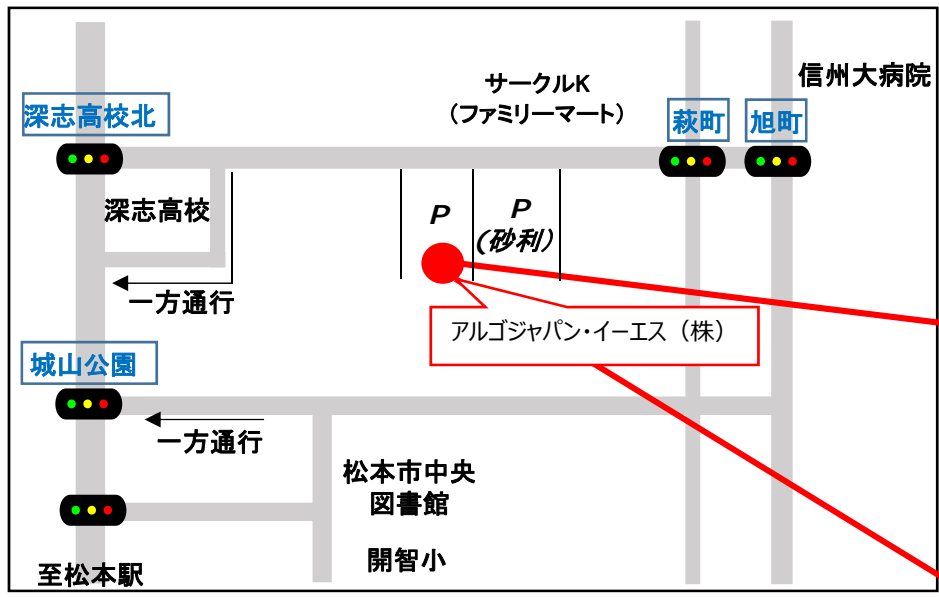 信州大病院
サークルK
（ファミリーマート）
深志高校北
萩町
旭町
深志高校
P
P
(砂利)
一方通行
アルゴジャパン・イーエス（株）
城山公園
一方通行
松本市中央
図書館
開智小
至松本駅